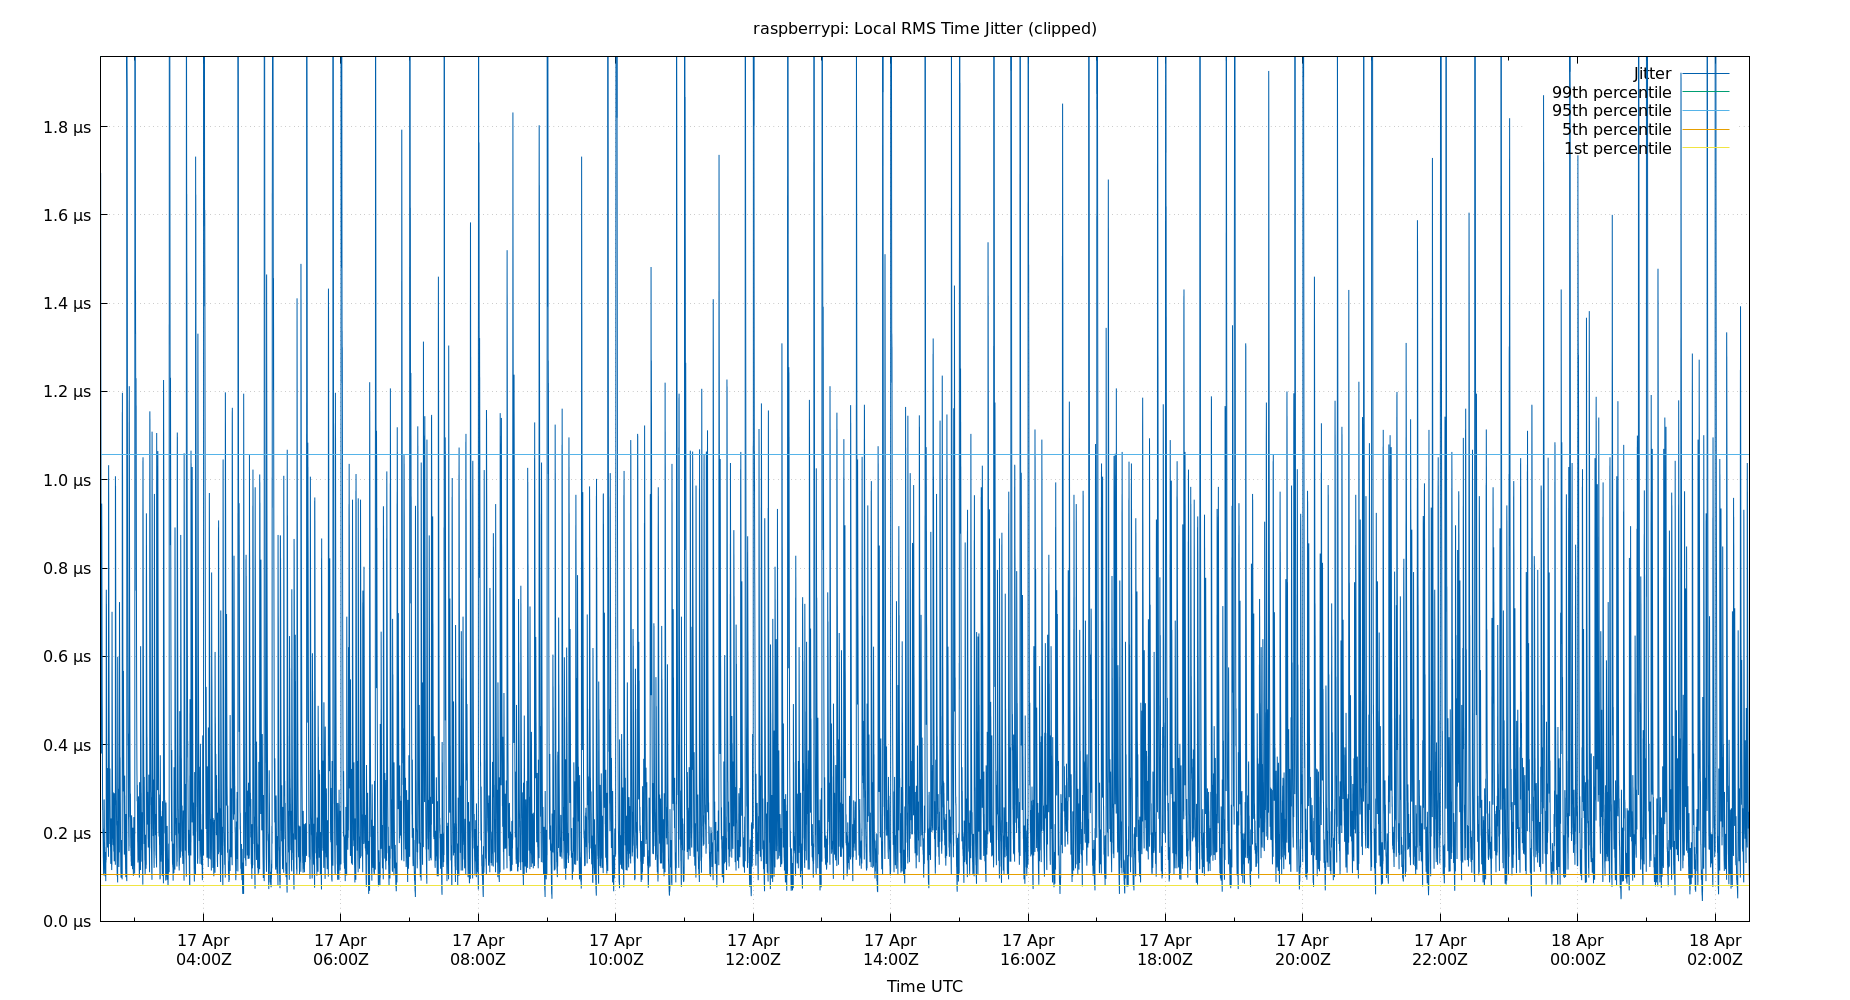 raspberrypi: Local RMS Time Jitter (clipped)
Jitter
99th percentile
95th percentile
5th percentile
1st percentile
1.8 μs
1.6 μs
1.4 μs
1.2 μs
1.0 μs
0.8 μs
0.6 μs
0.4 μs
0.2 μs
0.0 μs
17 Apr 17 Apr 17 Apr 17 Apr 17 Apr 17 Apr 17 Apr 17 Apr 17 Apr 17 Apr 18 Apr 18 Apr
04:00Z 06:00Z 08:00Z 10:00Z 12:00Z 14:00Z 16:00Z 18:00Z 20:00Z 22:00Z 00:00Z 02:00Z
Time UTC